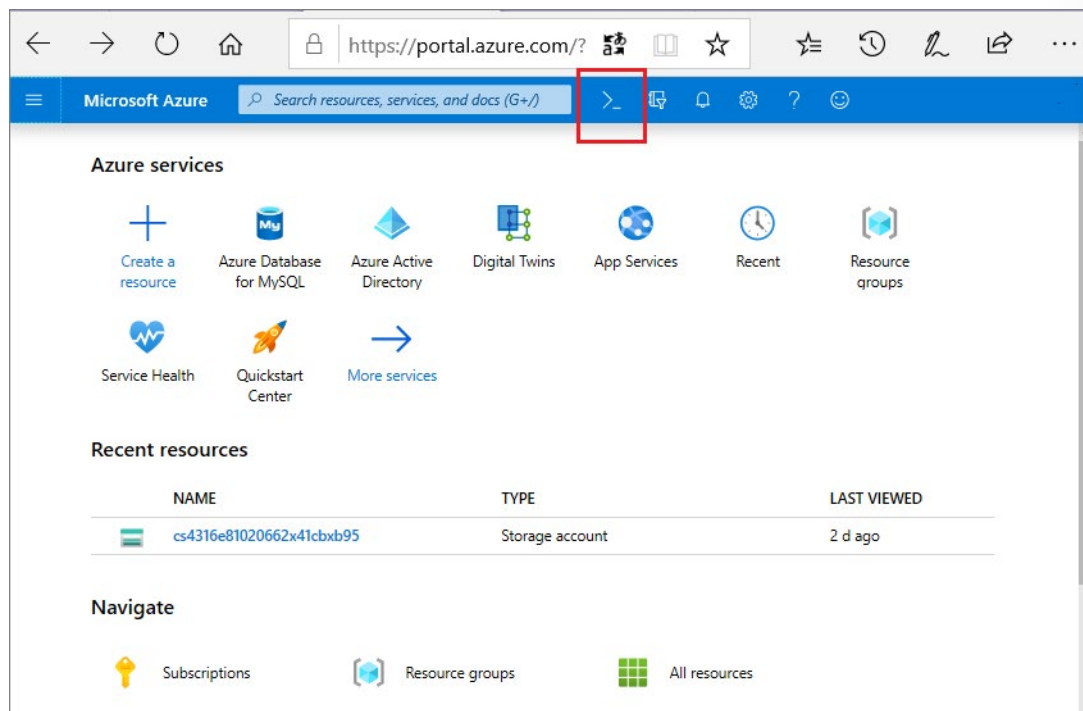 https://portal.azure.com/?
Microsoft Azure
Search resources, services, and docs (G+/)
Azure services
Create a
resource
Azure Database
for MySQL
Azure Active
Directory
Digital Twins
App Services
Recent
Resource
groups
Service Health
Quickstart
Center
More services
Recent resources
NAME TYPE LAST VIEWED
cs4316e81020662x41cbxb95 Storage account 2 d ago
Navigate
Subscriptions Resource groups All resources